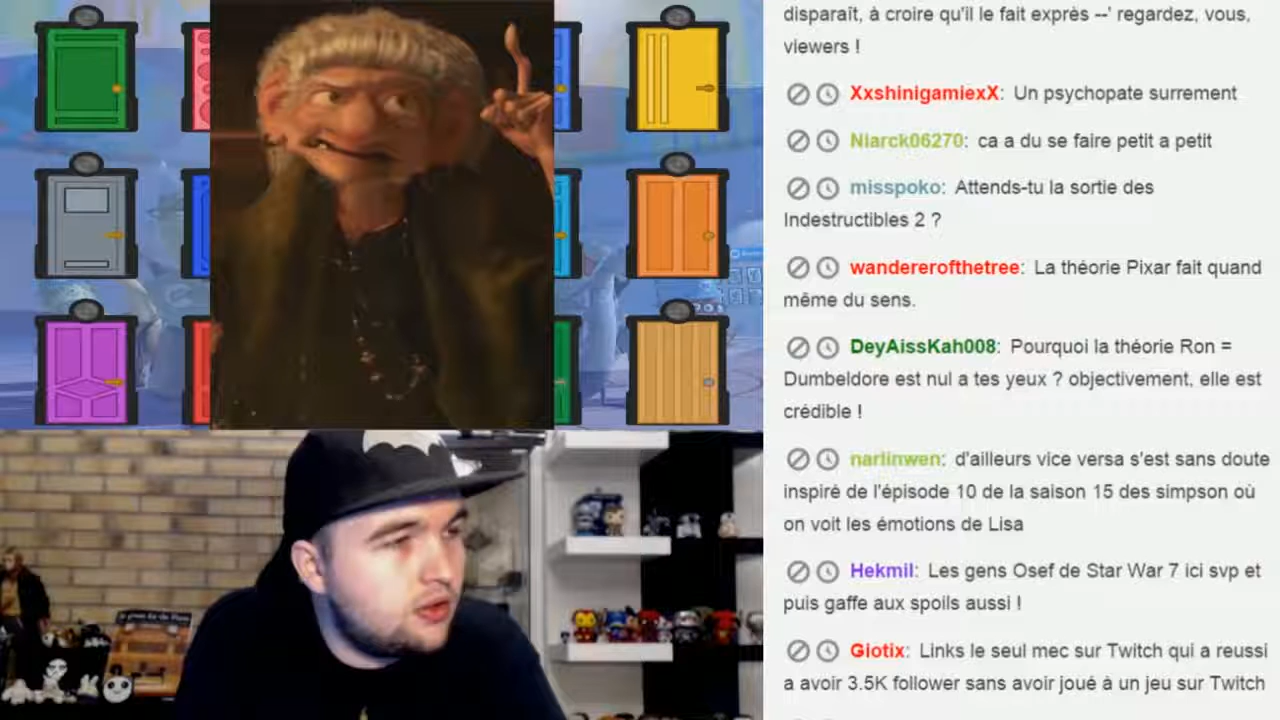 disparaît, à croire qu'il le fait exprès --' regardez, vous,
viewers !
XxshinigamiexX: Un psychopate surrement
Niarck06270: ca a du se faire petit a petit
misspoko: Attends-tu la sortie des
Indestructibles 2 ?
wandererofthetree: La théorie Pixar fait quand
même du sens.
DeyAissKah008: Pourquoi la théorie Ron =
Dumbeldore est nul a tes yeux ? objectivement, elle est
crédible !
narlinwen: d'ailleurs vice versa s'est sans doute
inspiré de l'épisode 10 de la saison 15 des simpson où
on voit les émotions de Lisa
Hekmil: Les gens Osef de Star War 7 ici svp et
puis gaffe aux spoils aussi !
Giotix: Links le seul mec sur Twitch qui a reussi
a avoir 3.5K follower sans avoir joué à un jeu sur Twitch